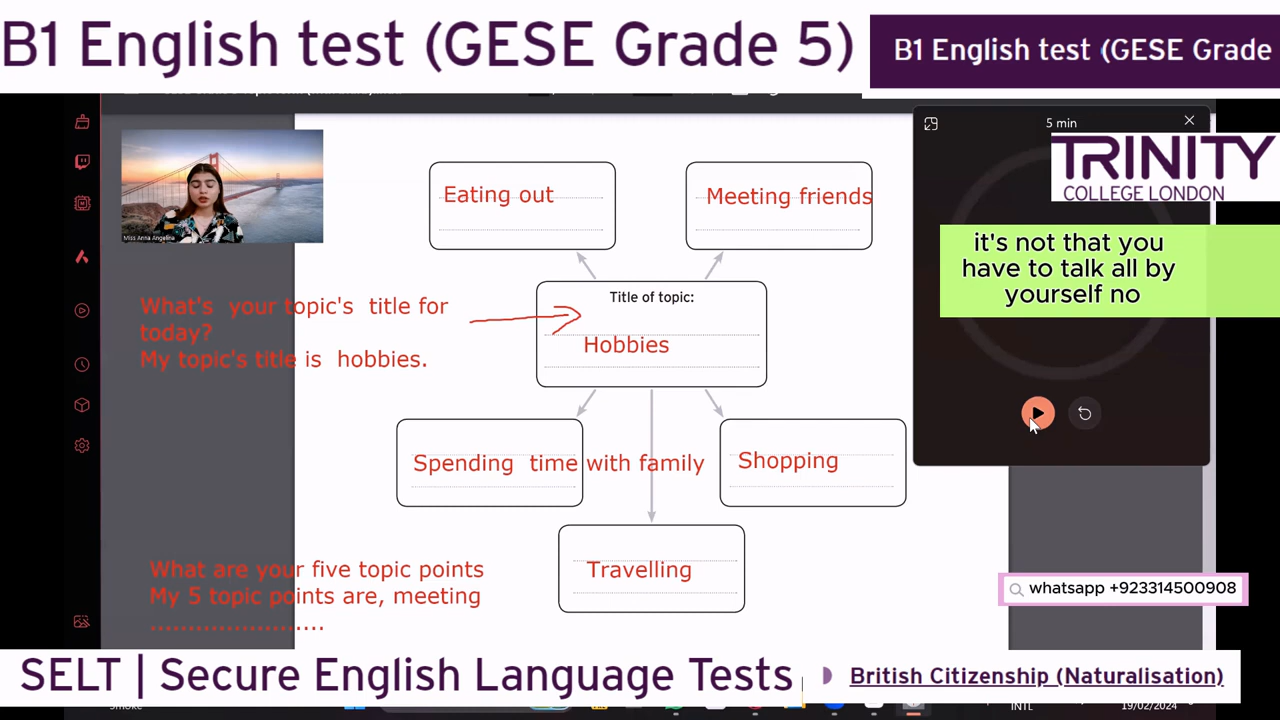 B1 English test (GESE Grade 5)
B1 English test (GESE Grade
5 min
TRINITY
COLLEGE LONDON
Miss Anna Angelina
Eating out
Meeting friends
it's not that you
have to talk all by
yourself no
What's your topic's title for
today?
My topic's title is hobbies.
Title of topic:
Hobbies
Spending time with family
Shopping
Travelling
What are your five topic points
My 5 topic points are, meeting
.......................
whatsapp +923314500908
SELT | Secure English Language Tests
British Citizenship (Naturalisation)
INTL
19/02/2024